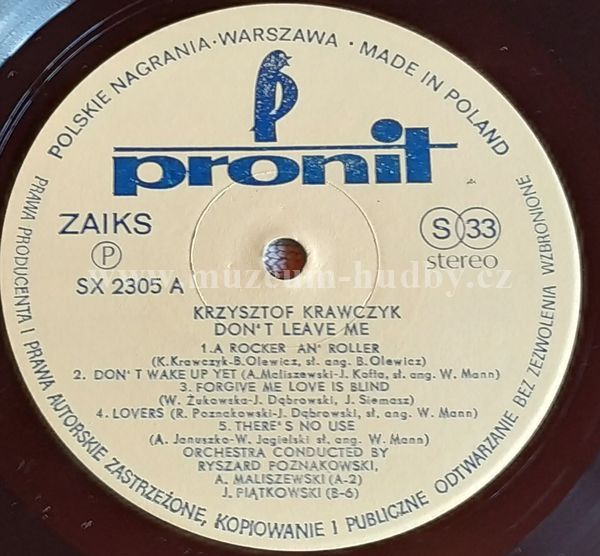 POLSKIE NAGRANIA · WARSZAWA · MADE IN POLAND
pronit
ZAIKS
P
SX 2305 A
S 33
stereo
www.muzeum-hudby.cz
KRZYSZTOF KRAWCZYK
DON'T LEAVE ME
1.A ROCKER AN' ROLLER
(K.Krawczyk-B.Olewicz, sł. ang. B.Olewicz)
2. DON'T WAKE UP YET (A.Maliszewski-J. Kofta, sł. ang. W. Mann)
3. FORGIVE ME LOVE IS BLIND
(W. Żukowska-J. Dąbrowski, J. Siemasz)
4. LOVERS (R. Poznakowski-J. Dąbrowski, sł. ang. W. Mann)
5. THERE'S NO USE
(A. Januszko-W. Jagielski sł. ang. W. Mann)
ORCHESTRA CONDUCTED BY
RYSZARD POZNAKOWSKI,
A. MALISZEWSKI (A-2)
J. PIĄTKOWSKI (B-6)
PRAWA PRODUCENTA I PRAWA AUTORSKIE ZASTRZEŻONE, KOPIOWANIE I PUBLICZNE ODTWARZANIE BEZ ZEZWOLENIA WZBRONIONE